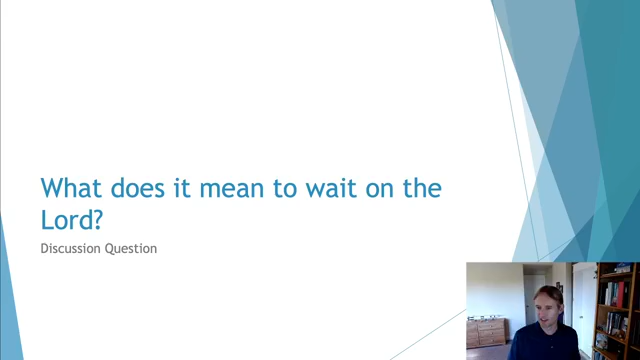 What does it mean to wait on the
Lord?
Discussion Question